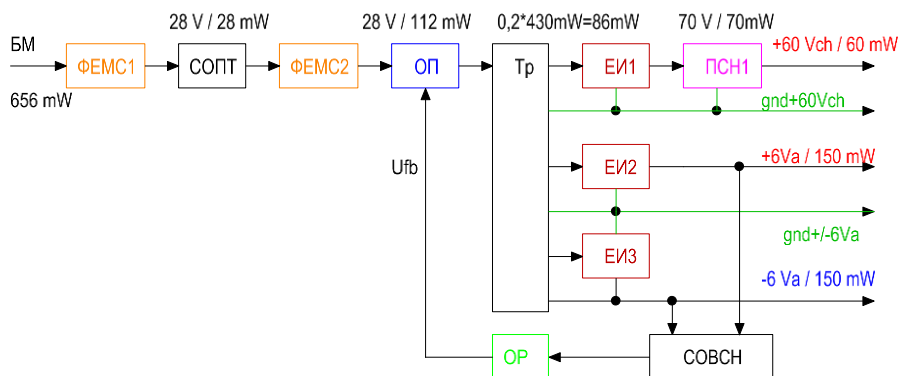 28 V / 28 mW
28 V / 112 mW
0,2*430mW=86mW
70 V / 70mW
БМ
ФЕМС1
СОПТ
ФЕМС2
ОП
Тр
ЕИ1
ПСН1
+60 Vch / 60 mW
656 mW
gnd+60Vch
Ufb
ЕИ2
+6Va / 150 mW
gnd+/-6Va
ЕИ3
-6 Va / 150 mW
ОР
СОВСН